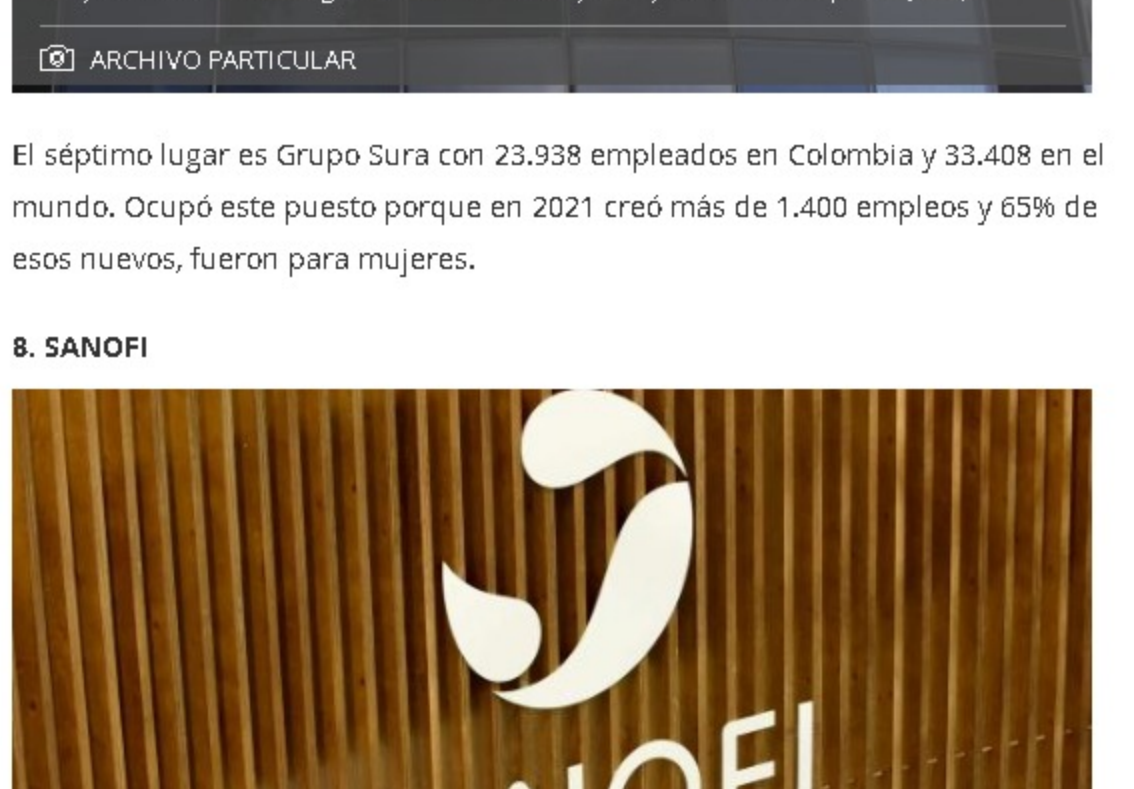 ARCHIVO PARTICULAR
El séptimo lugar es Grupo Sura con 23.938 empleados en Colombia y 33.408 en el
mundo. Ocupó este puesto porque en 2021 creó más de 1.400 empleos y 65% de
esos nuevos, fueron para mujeres.
8. SANOFI
NOFI